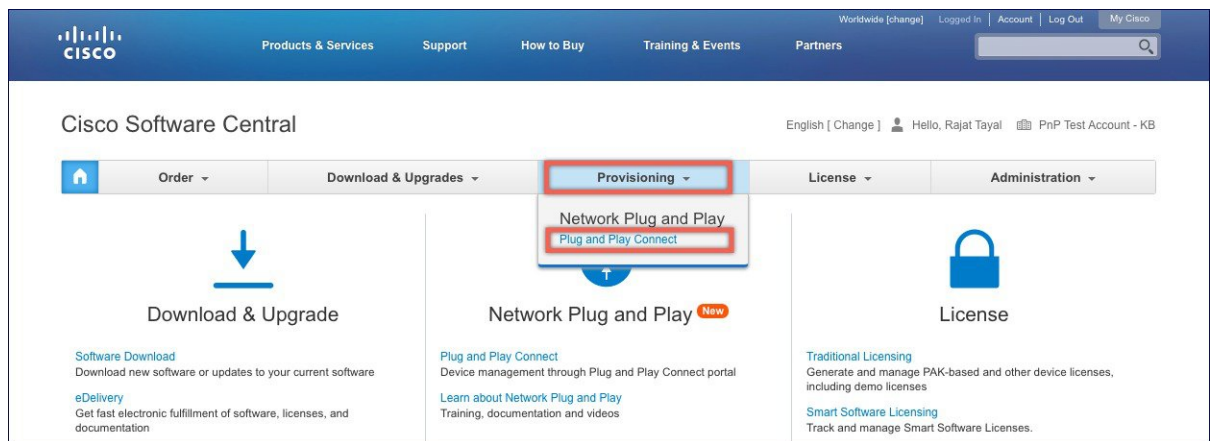 Worldwide [change] Logged In | Account | Log Out My Cisco
CISCO
Products & Services Support How to Buy Training & Events Partners
Cisco Software Central
English [ Change ] Hello, Rajat Tayal PnP Test Account - KB
Order Download & Upgrades Provisioning License Administration
Network Plug and Play
Plug and Play Connect
Download & Upgrade
Software Download
Download new software or updates to your current software
eDelivery
Get fast electronic fulfillment of software, licenses, and
documentation
Network Plug and Play New
Plug and Play Connect
Device management through Plug and Play Connect portal
Learn about Network Plug and Play
Training, documentation and videos
License
Traditional Licensing
Generate and manage PAK-based and other device licenses,
including demo licenses
Smart Software Licensing
Track and manage Smart Software Licenses.